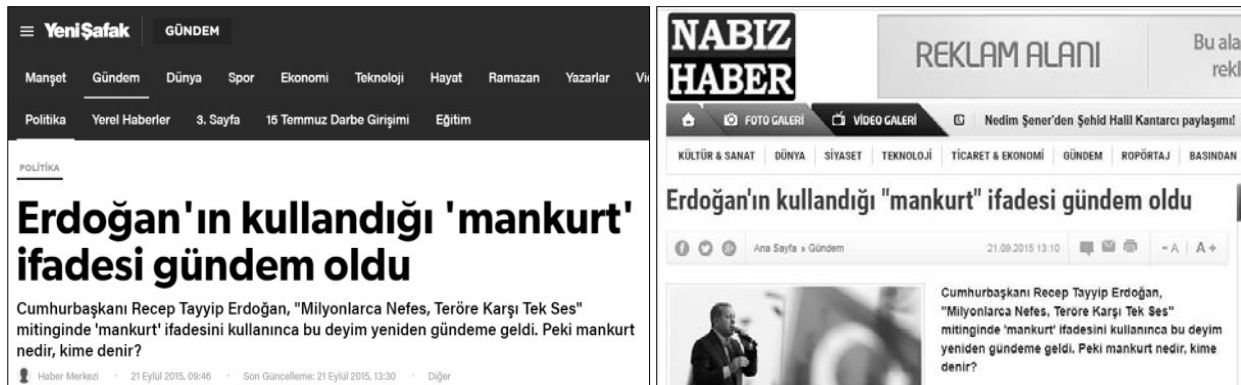 YeniŞafak GÜNDEM
Manşet Gündem Dünya Spor Ekonomi Teknoloji Hayat Ramazan Yazarlar
Politika Yerel Haberler 3. Sayfa 15 Temmuz Darbe Girişimi Eğitim
POLİTİKA
Erdoğan'ın kullandığı 'mankurt'
ifadesi gündem oldu
Cumhurbaşkanı Recep Tayyip Erdoğan, "Milyonlarca Nefes, Teröre Karşı Tek Ses"
mitinginde 'mankurt' ifadesini kullanınca bu deyim yeniden gündeme geldi. Peki mankurt
nedir, kime denir?
Haber Merkezi · 21 Eylül 2015, 09:46 · Son Güncelleme: 21 Eylül 2015, 13:30 · Diğer
NABIZ
HABER
REKLAM ALANI
Bu ala
rekl
FOTO GALERİ VİDEO GALERİ Nedim Şener'den Şehid Halil Kantarcı paylaşımı!
KÜLTÜR & SANAT DÜNYA SİYASET TEKNOLOJİ TİCARET & EKONOMİ GÜNDEM ROPÖRTAJ BASINDAN
Erdoğan'ın kullandığı "mankurt" ifadesi gündem oldu
Ana Sayfa » Gündem 21.09.2015 13:10 - A A +
Cumhurbaşkanı Recep Tayyip Erdoğan,
"Milyonlarca Nefes, Teröre Karşı Tek Ses"
mitinginde 'mankurt' ifadesini kullanınca bu deyim
yeniden gündeme geldi. Peki mankurt nedir, kime
denir?